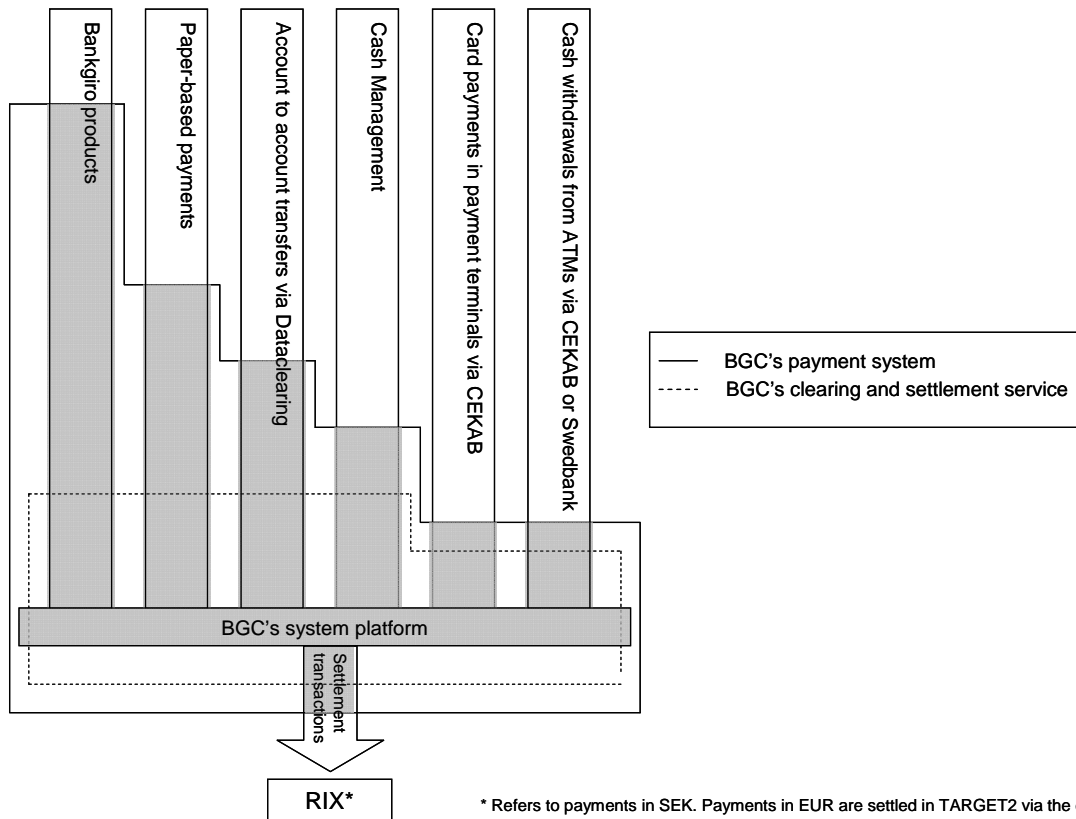 Bankgiro products
Paper-based payments
Account to account transfers via Dataclearing
Cash Management
Card payments in payment terminals via CEKAB
Cash withdrawals from ATMs via CEKAB or Swedbank
BGC's payment system
BGC's clearing and settlement service
BGC's system platform
Settlement
transactions
RIX*
* Refers to payments in SEK. Payments in EUR are settled in TARGET2 via the